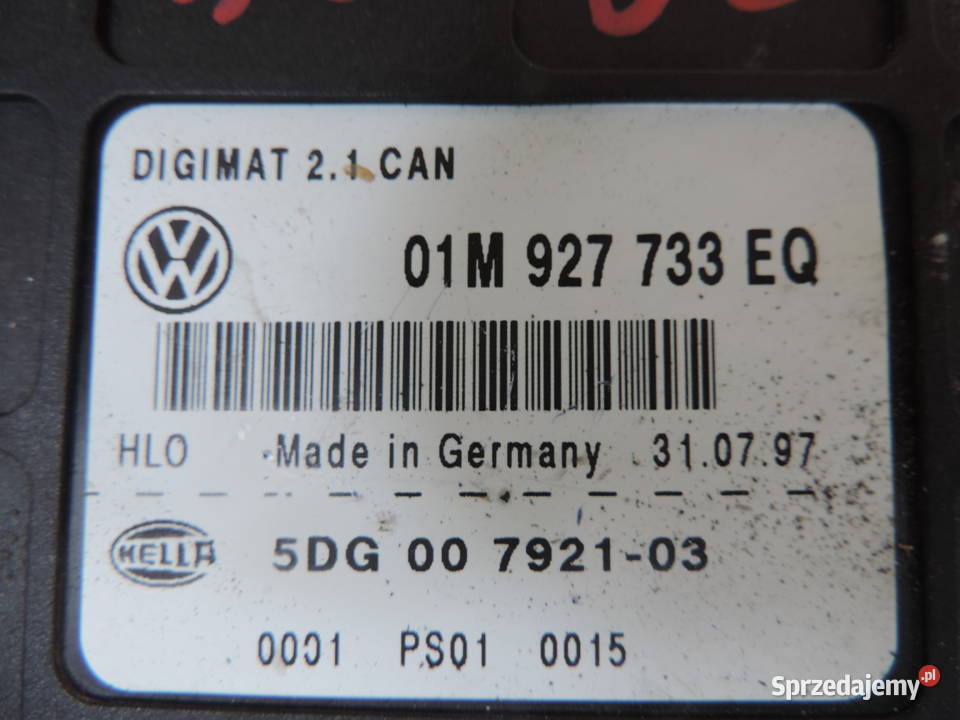 DIGIMAT 2.1 CAN
01M 927 733 EQ
HLO Made in Germany 31.07.97
HELLA 5DG 00 7921-03
0001 PS01 0015
Sprzedajemy.pl